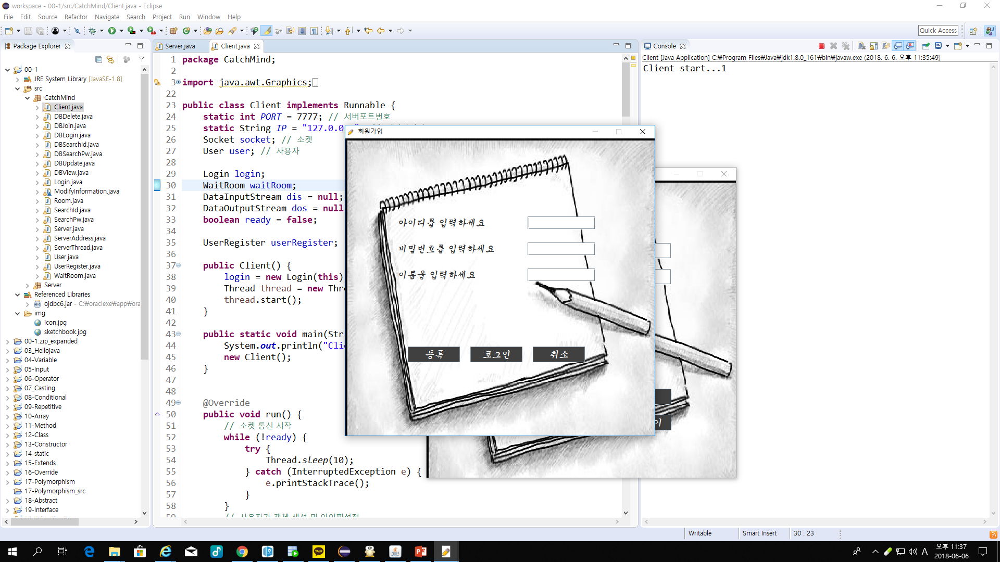 workspace - 00-1/src/CatchMind/Client.java - Eclipse
File Edit Source Refactor Navigate Search Project Run Window Help
Quick Access
Package Explorer
00-1
JRE System Library [JavaSE-1.8]
src
CatchMind
Client.java
DBDelete.java
DBJoin.java
DBLogin.java
DBSearchId.java
DBSearchPw.java
DBUpdate.java
DBView.java
Login.java
ModifyInformation.java
Room.java
SearchId.java
SearchPw.java
Server.java
ServerAddress.java
ServerThread.java
User.java
UserRegister.java
WaitRoom.java
Server
Referenced Libraries
ojdbc6.jar - C:₩oraclexe₩app₩ora
img
icon.jpg
sketchbook.jpg
00-1.zip_expanded
03_Hellojava
04-Variable
05-Input
06-Operator
07_Casting
08-Conditional
09-Repetitive
10-Array
11-Method
12-Class
13-Constructor
14-static
15-Extends
16-Override
17-Polymorphism
17-Polymorphism_src
18-Abstract
19-Interface
Server.java Client.java
1 package CatchMind;
2
3 import java.awt.Graphics;
22
23 public class Client implements Runnable {
24 static int PORT = 7777; // 서버포트번호
25 static String IP = "127.0.0
26 Socket socket; // 소켓
27 User user; // 사용자
28
29 Login login;
30 WaitRoom waitRoom;
31 DataInputStream dis = null;
32 DataOutputStream dos = null
33 boolean ready = false;
34
35 UserRegister userRegister;
36
37 public Client() {
38 login = new Login(this)
39 Thread thread = new Thre
40 thread.start();
41 }
42
43 public static void main(Str
44 System.out.println("Cli
45 new Client();
46 }
47
48
49 @Override
50 public void run() {
51 // 소켓 통신 시작
52 while (!ready) {
53 try {
54 Thread.sleep(10);
55 } catch (InterruptedException e) {
56 e.printStackTrace();
57 }
58 }
59 // 사용자가 객체 생성 및 아이피설정
Console
Client [Java Application] C:₩Program Files₩Java₩jdk1.8.0_161₩bin₩javaw.exe (2018. 6. 6. 오후 11:35:49)
Client start...1
회원가입
아이디를 입력하세요
비밀번호를 입력하세요
이름을 입력하세요
등록 로그인 취소
Writable Smart Insert 30 : 23
TALK
A
오후 11:37
2018-06-06